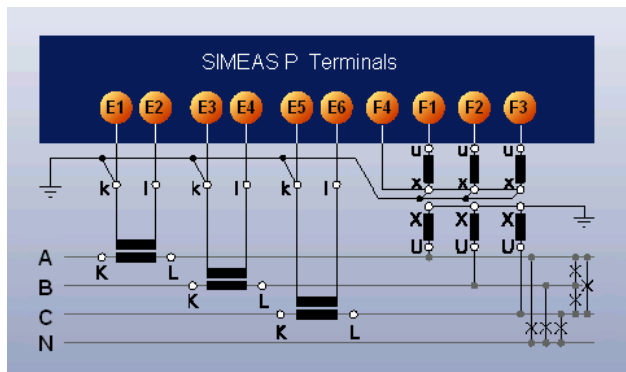 SIMEAS P Terminals
E1 E2 E3 E4 E5 E6 F4 F1 F2 F3
u u u
k l k l k l x x x
X X X
A K L U U U
B K L
C K L
N